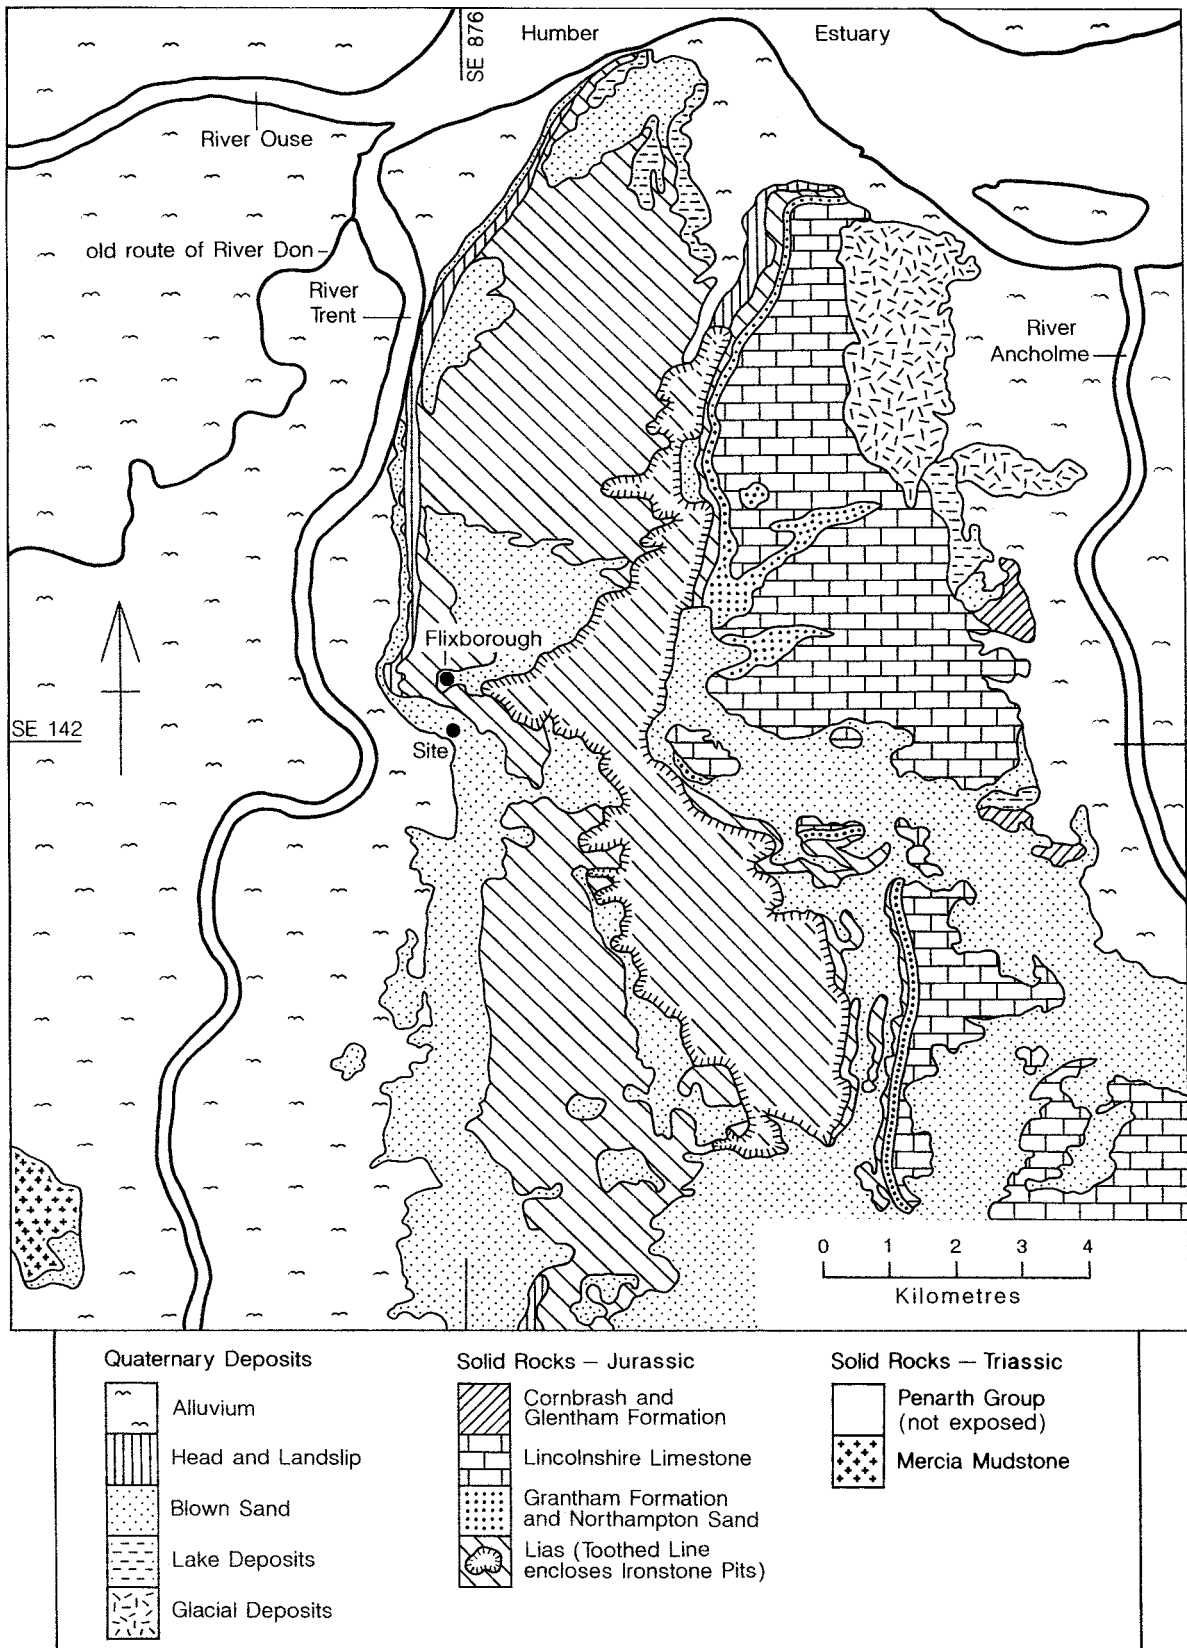 SE 876
Humber
Estuary
River Ouse
old route of River Don
River
Trent
River
Ancholme
Flixborough
SE 142
Site
0 1 2 3 4
Kilometres
Quaternary Deposits
Alluvium
Head and Landslip
Blown Sand
Lake Deposits
Glacial Deposits
Solid Rocks – Jurassic
Cornbrash and
Glentham Formation
Lincolnshire Limestone
Grantham Formation
and Northampton Sand
Lias (Toothed Line
encloses Ironstone Pits)
Solid Rocks – Triassic
Penarth Group
(not exposed)
Mercia Mudstone